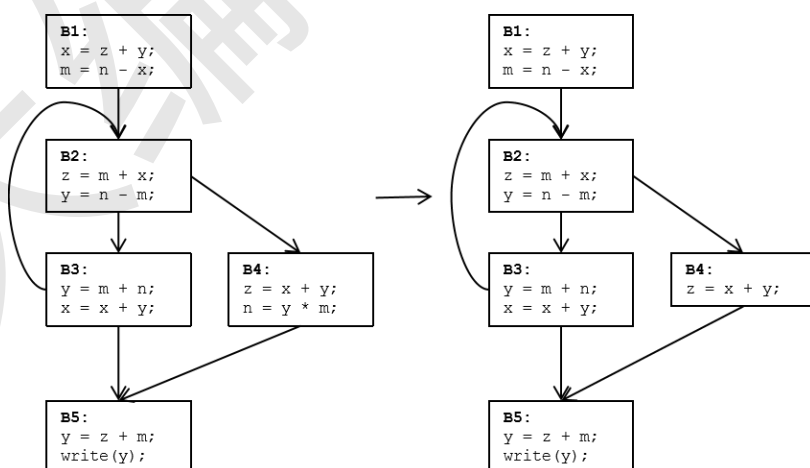 B1:
x = z + y;
m = n - x;
B2:
z = m + x;
y = n - m;
B3:
y = m + n;
x = x + y;
B4:
z = x + y;
n = y * m;
B5:
y = z + m;
write(y);
B1:
x = z + y;
m = n - x;
B2:
z = m + x;
y = n - m;
B3:
y = m + n;
x = x + y;
B4:
z = x + y;
B5:
y = z + m;
write(y);